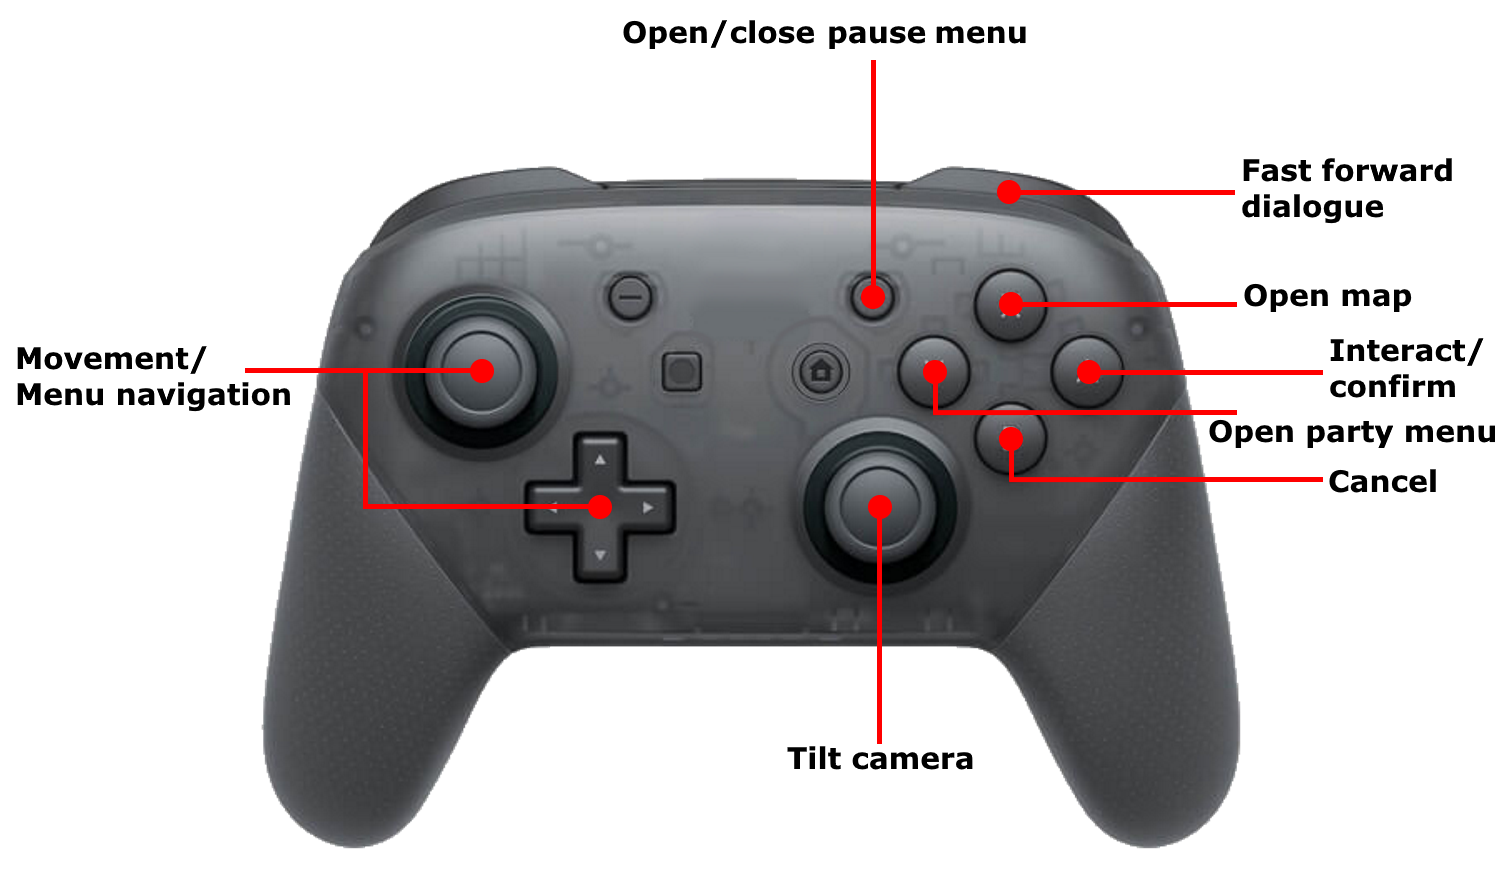 Open/close pause menu
Fast forward
dialogue
Open map
Movement/
Menu navigation
Interact/
confirm
Open party menu
Cancel
Tilt camera